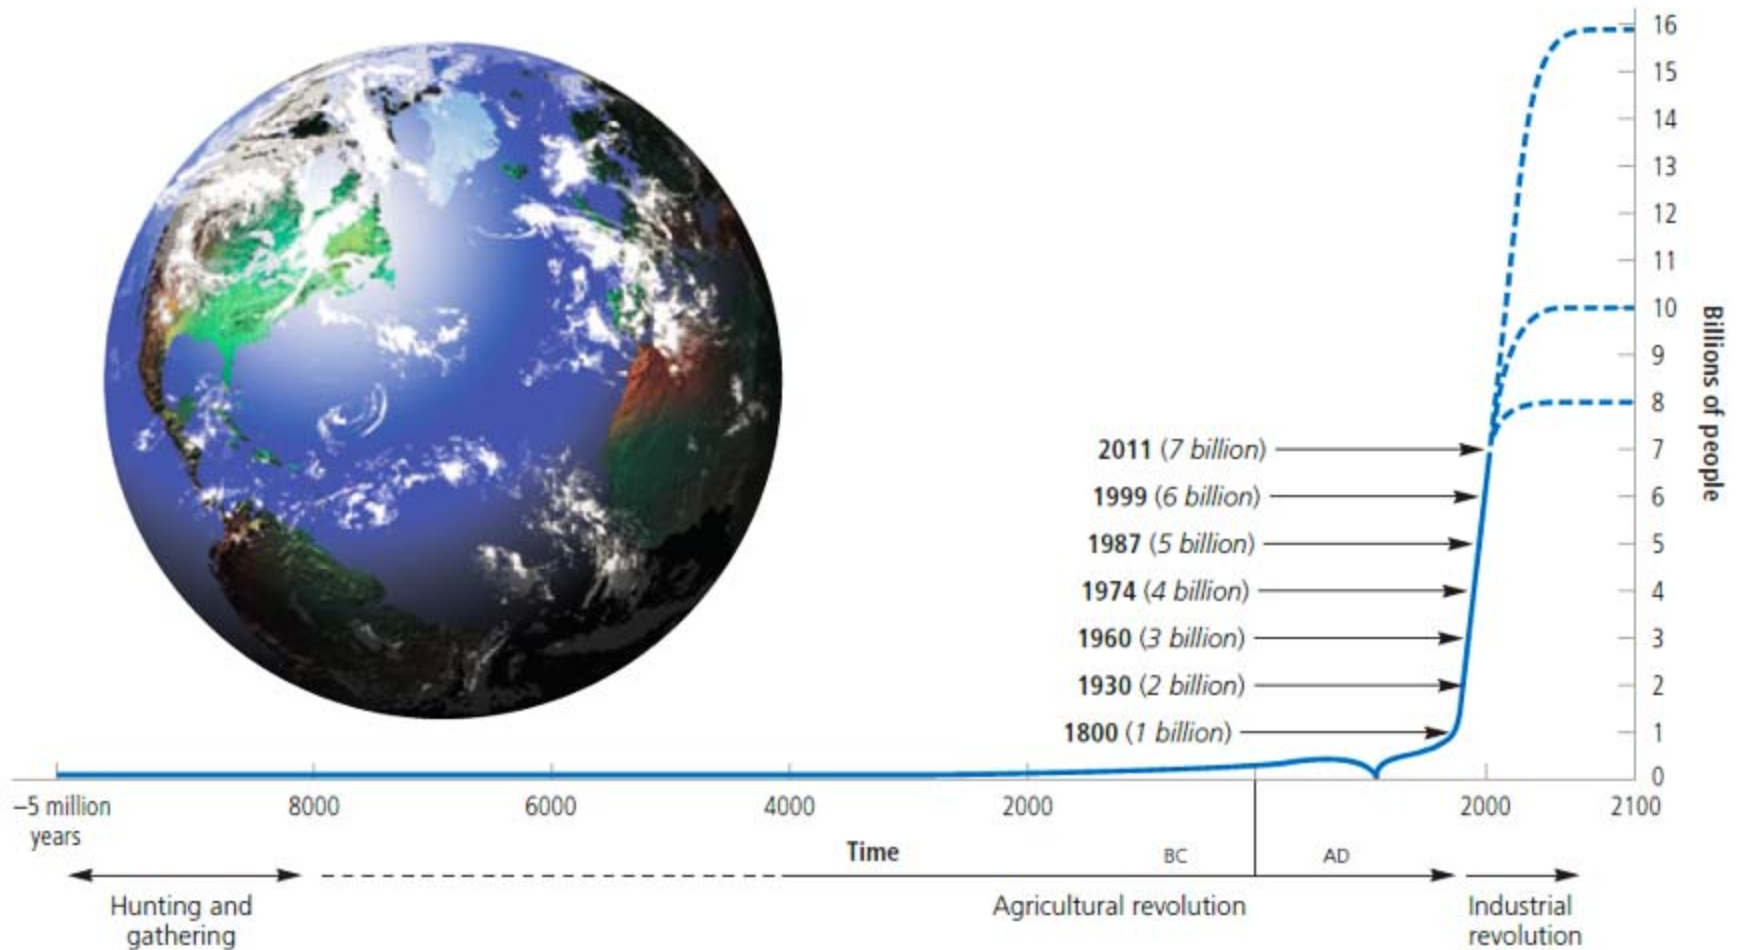 16
15
14
13
12
11
10
9
8
7
6
5
4
3
2
1
0
Billions of people
2011 (7 billion)
1999 (6 billion)
1987 (5 billion)
1974 (4 billion)
1960 (3 billion)
1930 (2 billion)
1800 (1 billion)
–5 million
years
8000
6000
4000
2000
2000
2100
Time
BC
AD
Hunting and
gathering
Agricultural revolution
Industrial
revolution